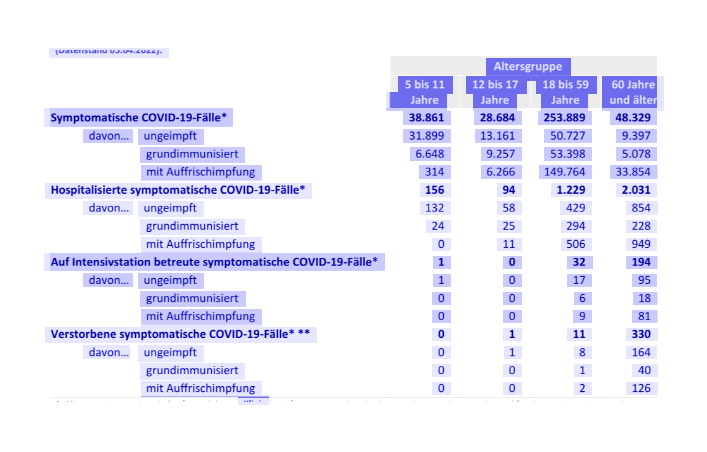 (Datenstand 05.04.2022).
Altersgruppe
5 bis 11 12 bis 17 18 bis 59 60 Jahre
Jahre Jahre Jahre und älter
Symptomatische COVID-19-Fälle* 38.861 28.684 253.889 48.329
davon... ungeimpft 31.899 13.161 50.727 9.397
grundimmunisiert 6.648 9.257 53.398 5.078
mit Auffrischimpfung 314 6.266 149.764 33.854
Hospitalisierte symptomatische COVID-19-Fälle* 156 94 1.229 2.031
davon... ungeimpft 132 58 429 854
grundimmunisiert 24 25 294 228
mit Auffrischimpfung 0 11 506 949
Auf Intensivstation betreute symptomatische COVID-19-Fälle* 1 0 32 194
davon... ungeimpft 1 0 17 95
grundimmunisiert 0 0 6 18
mit Auffrischimpfung 0 0 9 81
Verstorbene symptomatische COVID-19-Fälle* ** 0 1 11 330
davon... ungeimpft 0 1 8 164
grundimmunisiert 0 0 1 40
mit Auffrischimpfung 0 0 2 126